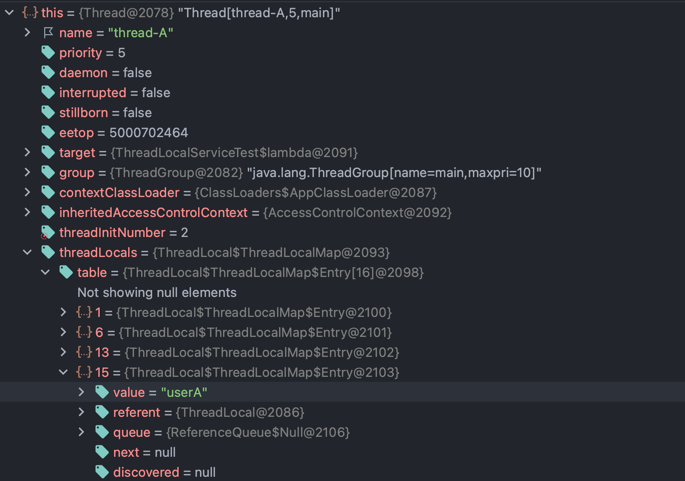 this = {Thread@2078} "Thread[thread-A,5,main]"
name = "thread-A"
priority = 5
daemon = false
interrupted = false
stillborn = false
eetop = 5000702464
target = {ThreadLocalServiceTest$lambda@2091}
group = {ThreadGroup@2082} "java.lang.ThreadGroup[name=main,maxpri=10]"
contextClassLoader = {ClassLoaders$AppClassLoader@2087}
inheritedAccessControlContext = {AccessControlContext@2092}
threadInitNumber = 2
threadLocals = {ThreadLocal$ThreadLocalMap@2093}
table = {ThreadLocal$ThreadLocalMap$Entry[16]@2098}
Not showing null elements
1 = {ThreadLocal$ThreadLocalMap$Entry@2100}
6 = {ThreadLocal$ThreadLocalMap$Entry@2101}
13 = {ThreadLocal$ThreadLocalMap$Entry@2102}
15 = {ThreadLocal$ThreadLocalMap$Entry@2103}
value = "userA"
referent = {ThreadLocal@2086}
queue = {ReferenceQueue$Null@2106}
next = null
discovered = null